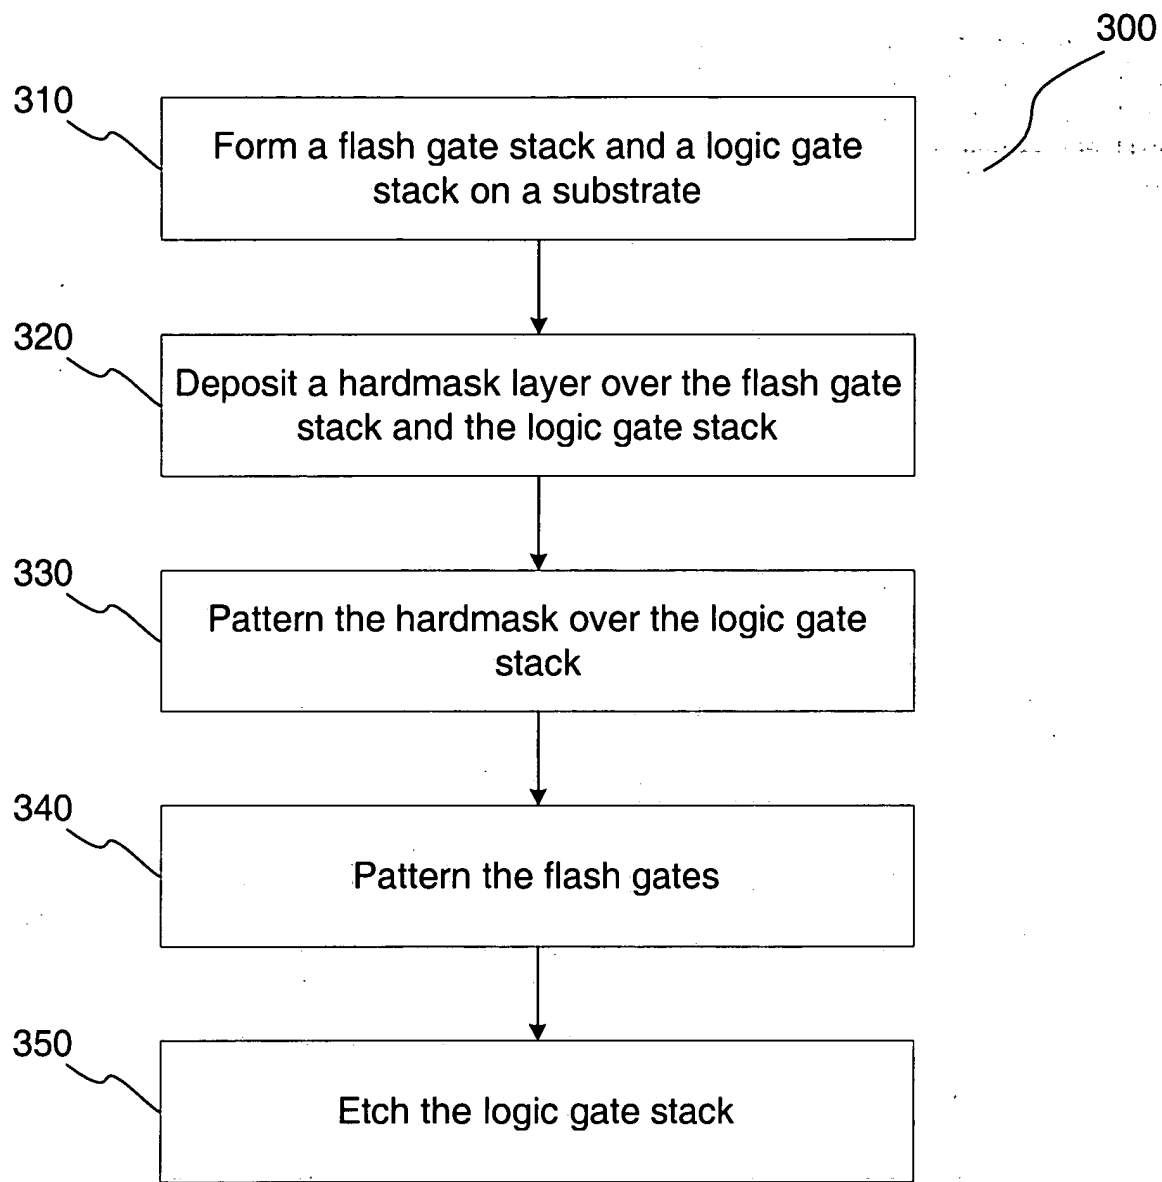 300
310
Form a flash gate stack and a logic gate
stack on a substrate
320
Deposit a hardmask layer over the flash gate
stack and the logic gate stack
330
Pattern the hardmask over the logic gate
stack
340
Pattern the flash gates
350
Etch the logic gate stack